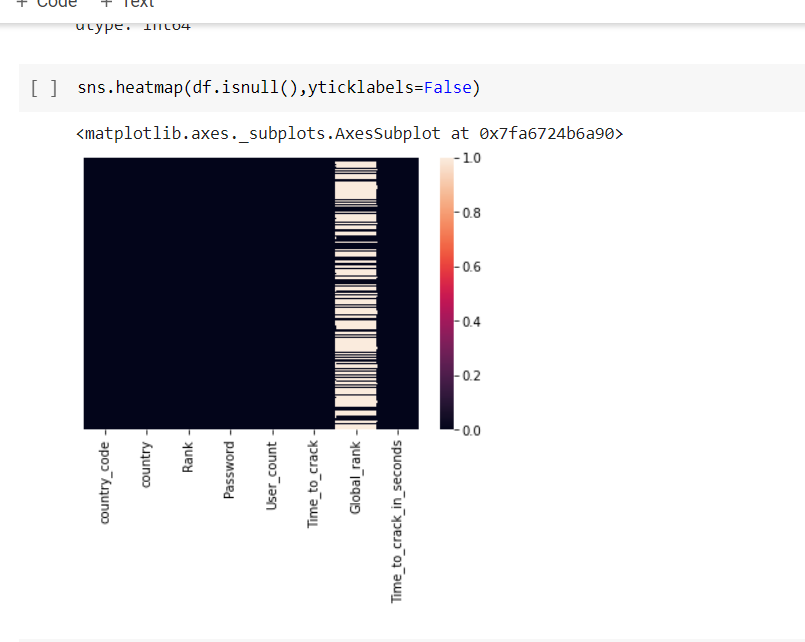 + Code + Text
dtype: int64
[ ] sns.heatmap(df.isnull(),yticklabels=False)
<matplotlib.axes._subplots.AxesSubplot at 0x7fa6724b6a90>
1.0
0.8
0.6
0.4
0.2
0.0
country_code
country
Rank
Password
User_count
Time_to_crack
Global_rank
Time_to_crack_in_seconds